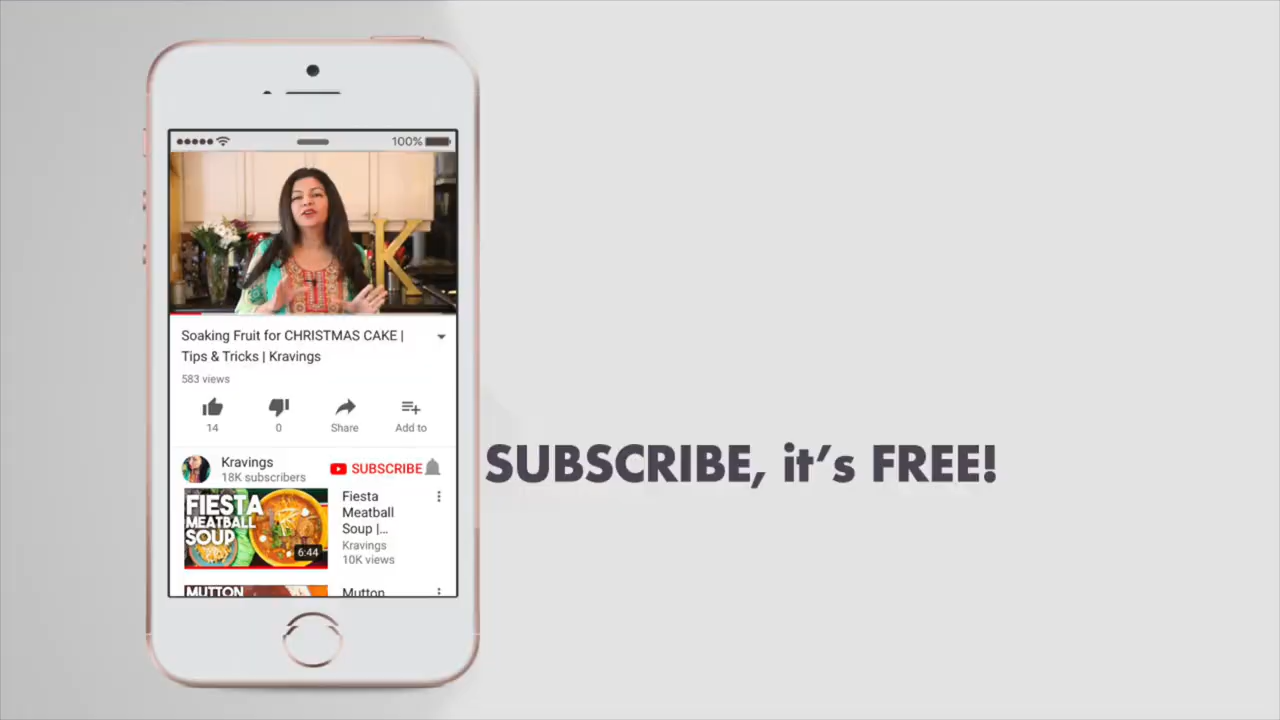 100%
K
Soaking Fruit for CHRISTMAS CAKE |
Tips & Tricks | Kravings
583 views
14
0
Share
Add to
Kravings
18K subscribers
SUBSCRIBE
SUBSCRIBE, it's FREE!
FIESTA
MEATBALL
SOUP
6:44
Fiesta
Meatball
Soup |...
Kravings
10K views
MUTTON
Mutton